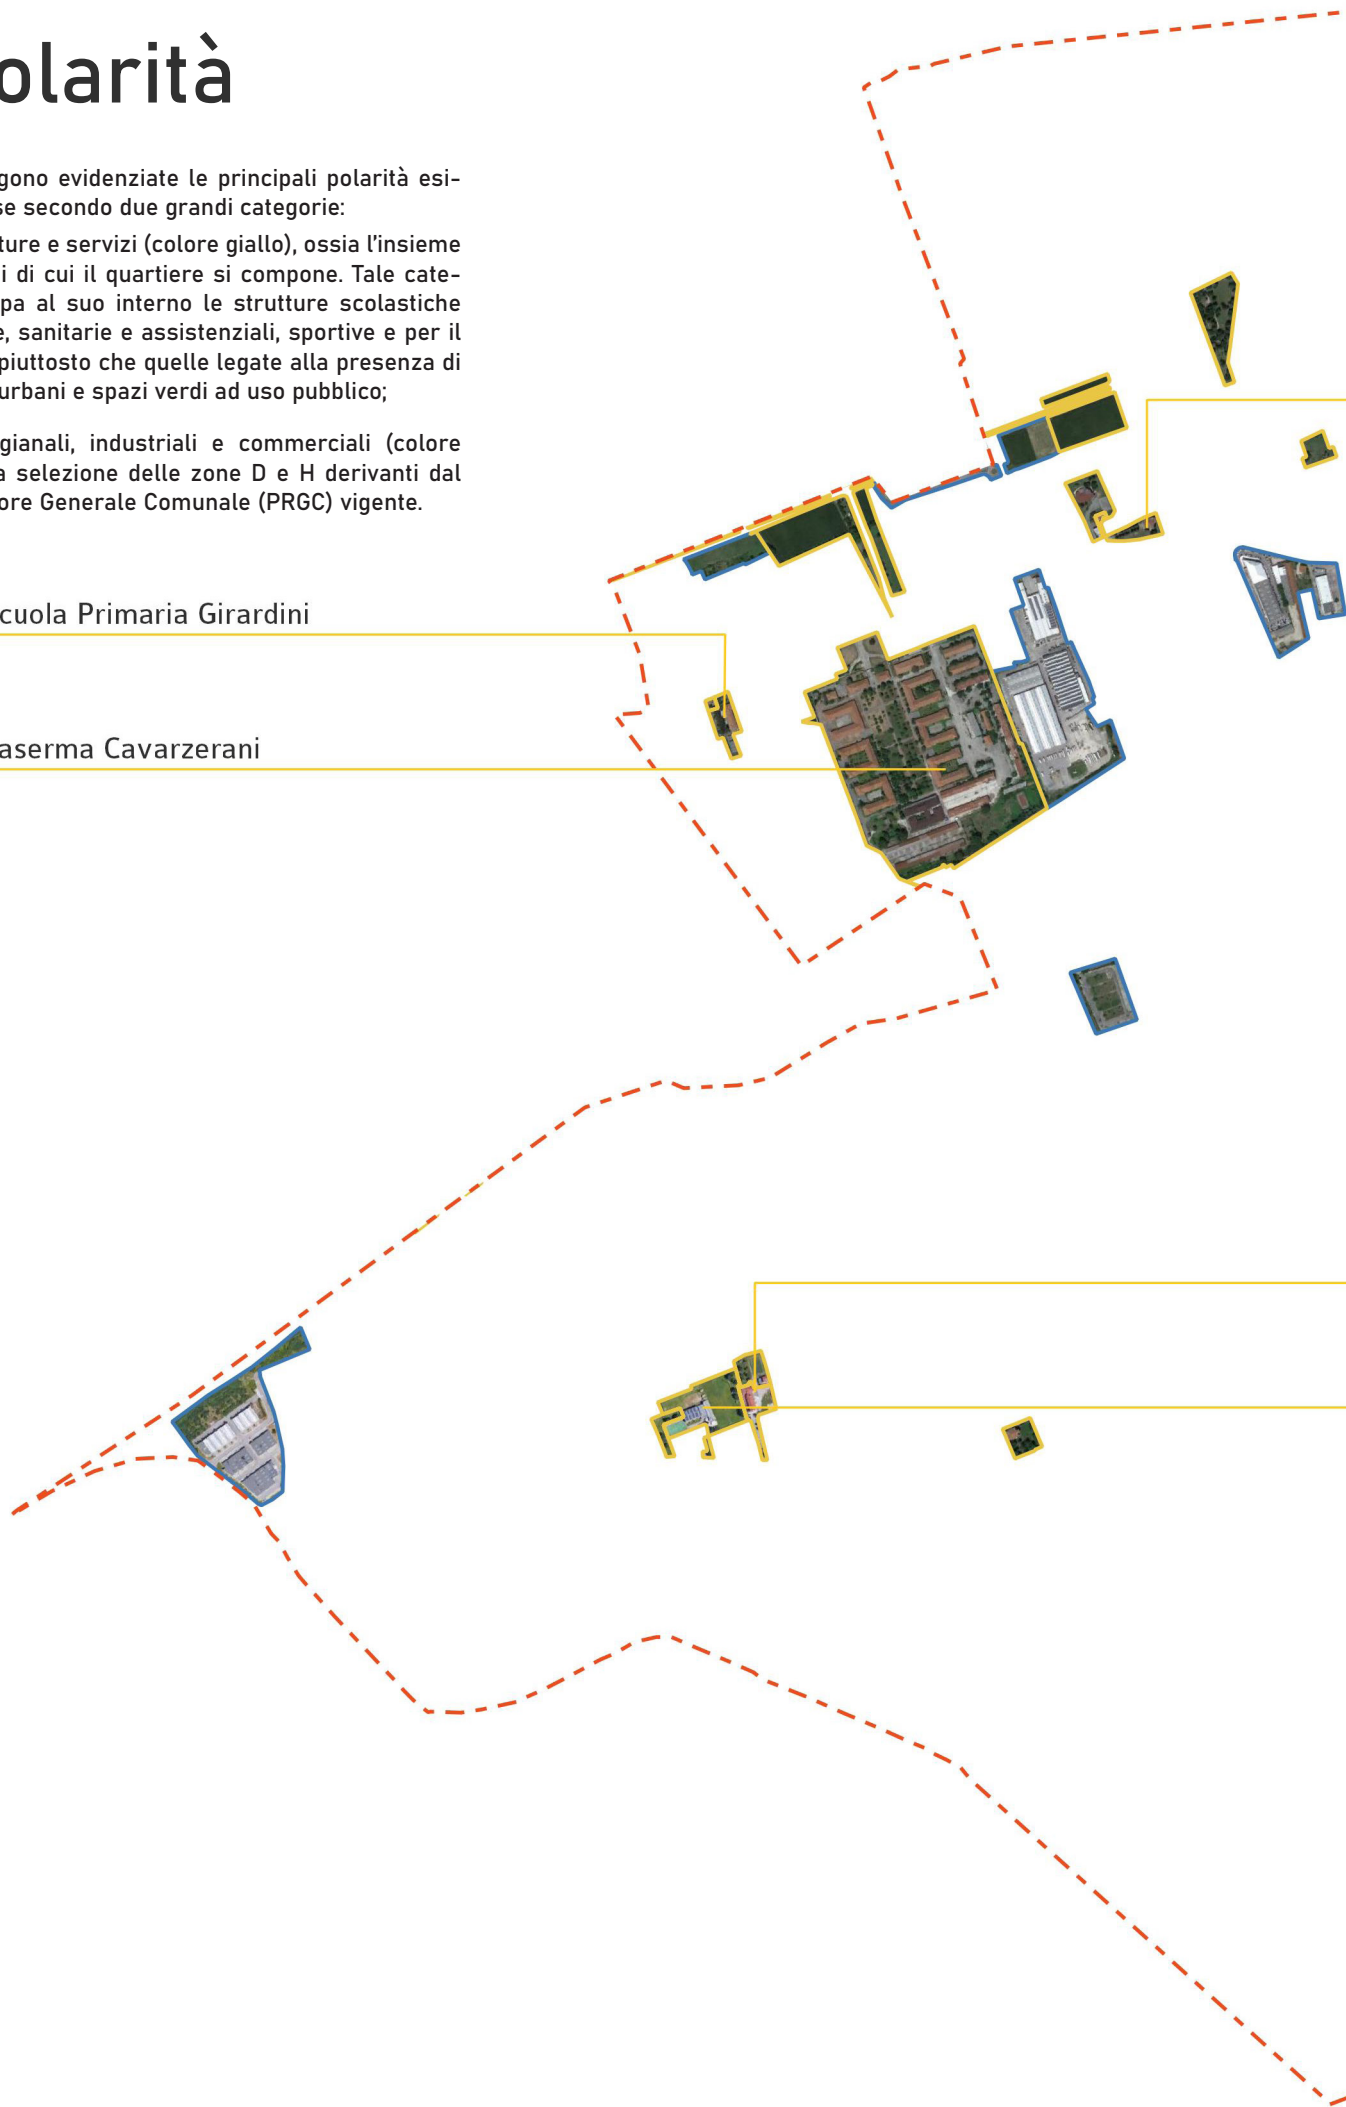 olarità
gono evidenziate le principali polarità esi-
se secondo due grandi categorie:
ture e servizi (colore giallo), ossia l'insieme
i di cui il quartiere si compone. Tale cate-
pa al suo interno le strutture scolastiche
e, sanitarie e assistenziali, sportive e per il
piuttosto che quelle legate alla presenza di
urbani e spazi verdi ad uso pubblico;
gianali, industriali e commerciali (colore
a selezione delle zone D e H derivanti dal
ore Generale Comunale (PRGC) vigente.
cuola Primaria Girardini
aserma Cavarzerani